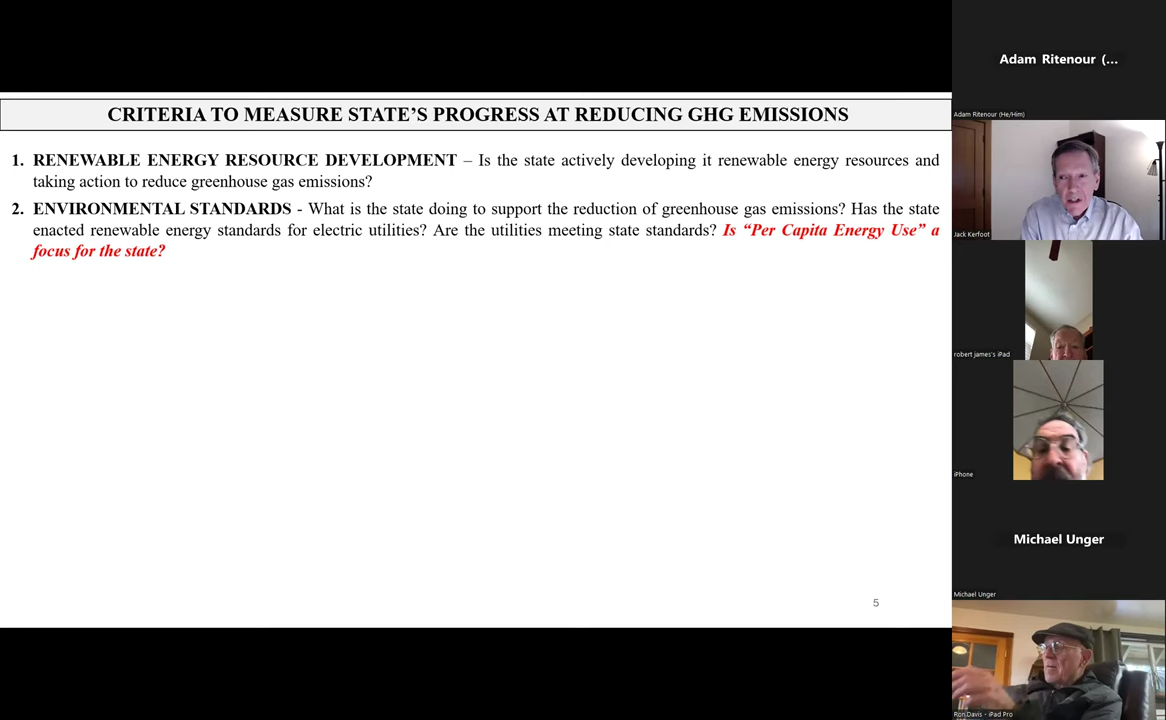 CRITERIA TO MEASURE STATE’S PROGRESS AT REDUCING GHG EMISSIONS
1. RENEWABLE ENERGY RESOURCE DEVELOPMENT – Is the state actively developing it renewable energy resources and
taking action to reduce greenhouse gas emissions?
2. ENVIRONMENTAL STANDARDS - What is the state doing to support the reduction of greenhouse gas emissions? Has the state
enacted renewable energy standards for electric utilities? Are the utilities meeting state standards? Is “Per Capita Energy Use” a
focus for the state?
5
Adam Ritenour (...
Adam Ritenour (He/Him)
Jack Kerfoot
robert james's iPad
iPhone
Michael Unger
Michael Unger
Ron Davis - iPad Pro